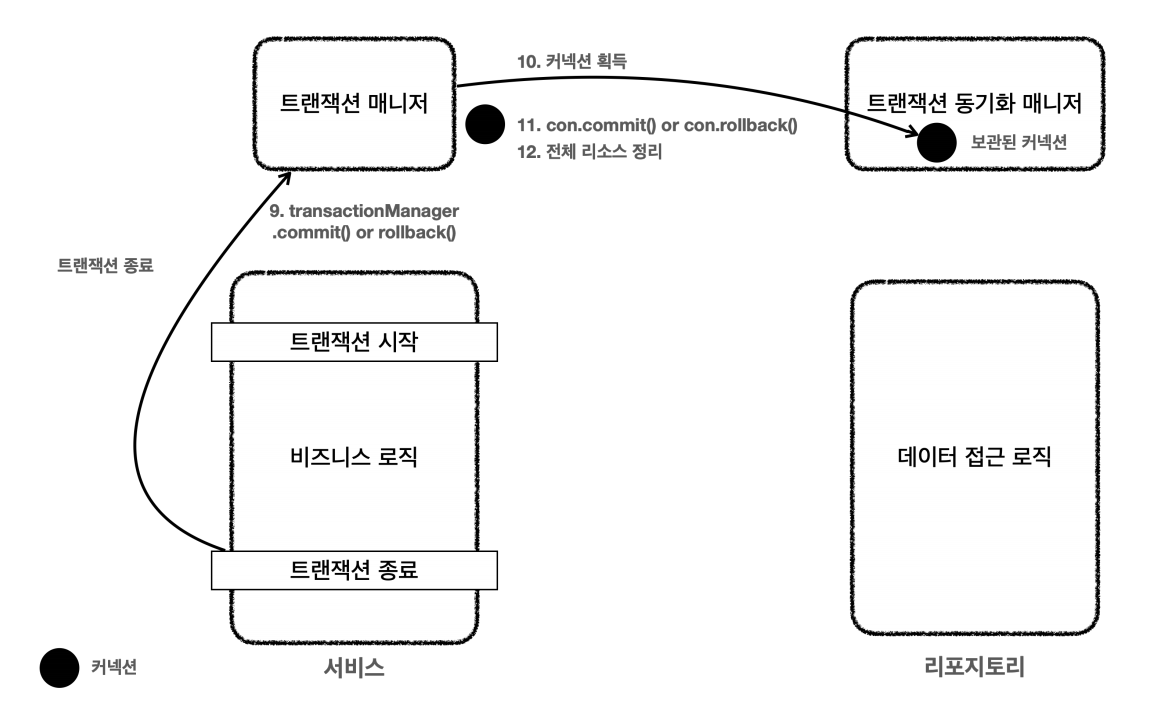 10. 커넥션 획득
트랜잭션 매니저
트랜잭션 동기화 매니저
11. con.commit() or con.rollback()
보관된 커넥션
12. 전체 리소스 정리
9. transactionManager
.commit() or rollback()
트랜잭션 종료
트랜잭션 시작
비즈니스 로직
데이터 접근 로직
트랜잭션 종료
커넥션
서비스
리포지토리